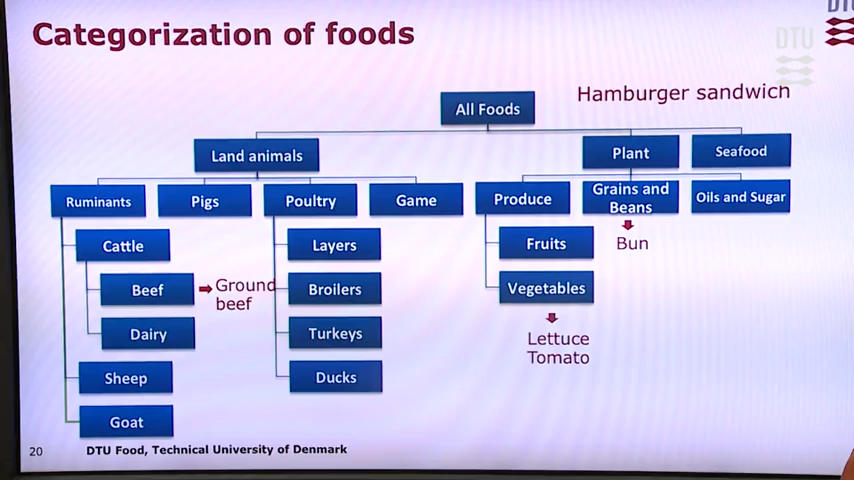 Categorization of foods
DTU
DTU
Hamburger sandwich
All Foods
Land animals
Plant
Seafood
Ruminants
Pigs
Poultry
Game
Produce
Grains and
Beans
Oils and Sugar
Cattle
Layers
Fruits
Bun
Beef
Ground
beef
Broilers
Vegetables
Dairy
Turkeys
Lettuce
Tomato
Sheep
Ducks
Goat
20
DTU Food, Technical University of Denmark